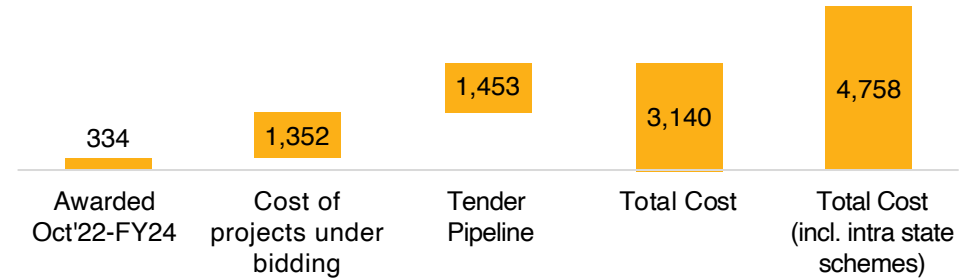 334
1,352
1,453
3,140
4,758
Awarded
Oct'22-FY24
Cost of
projects under
bidding
Tender
Pipeline
Total Cost
Total Cost
(incl. intra state
schemes)